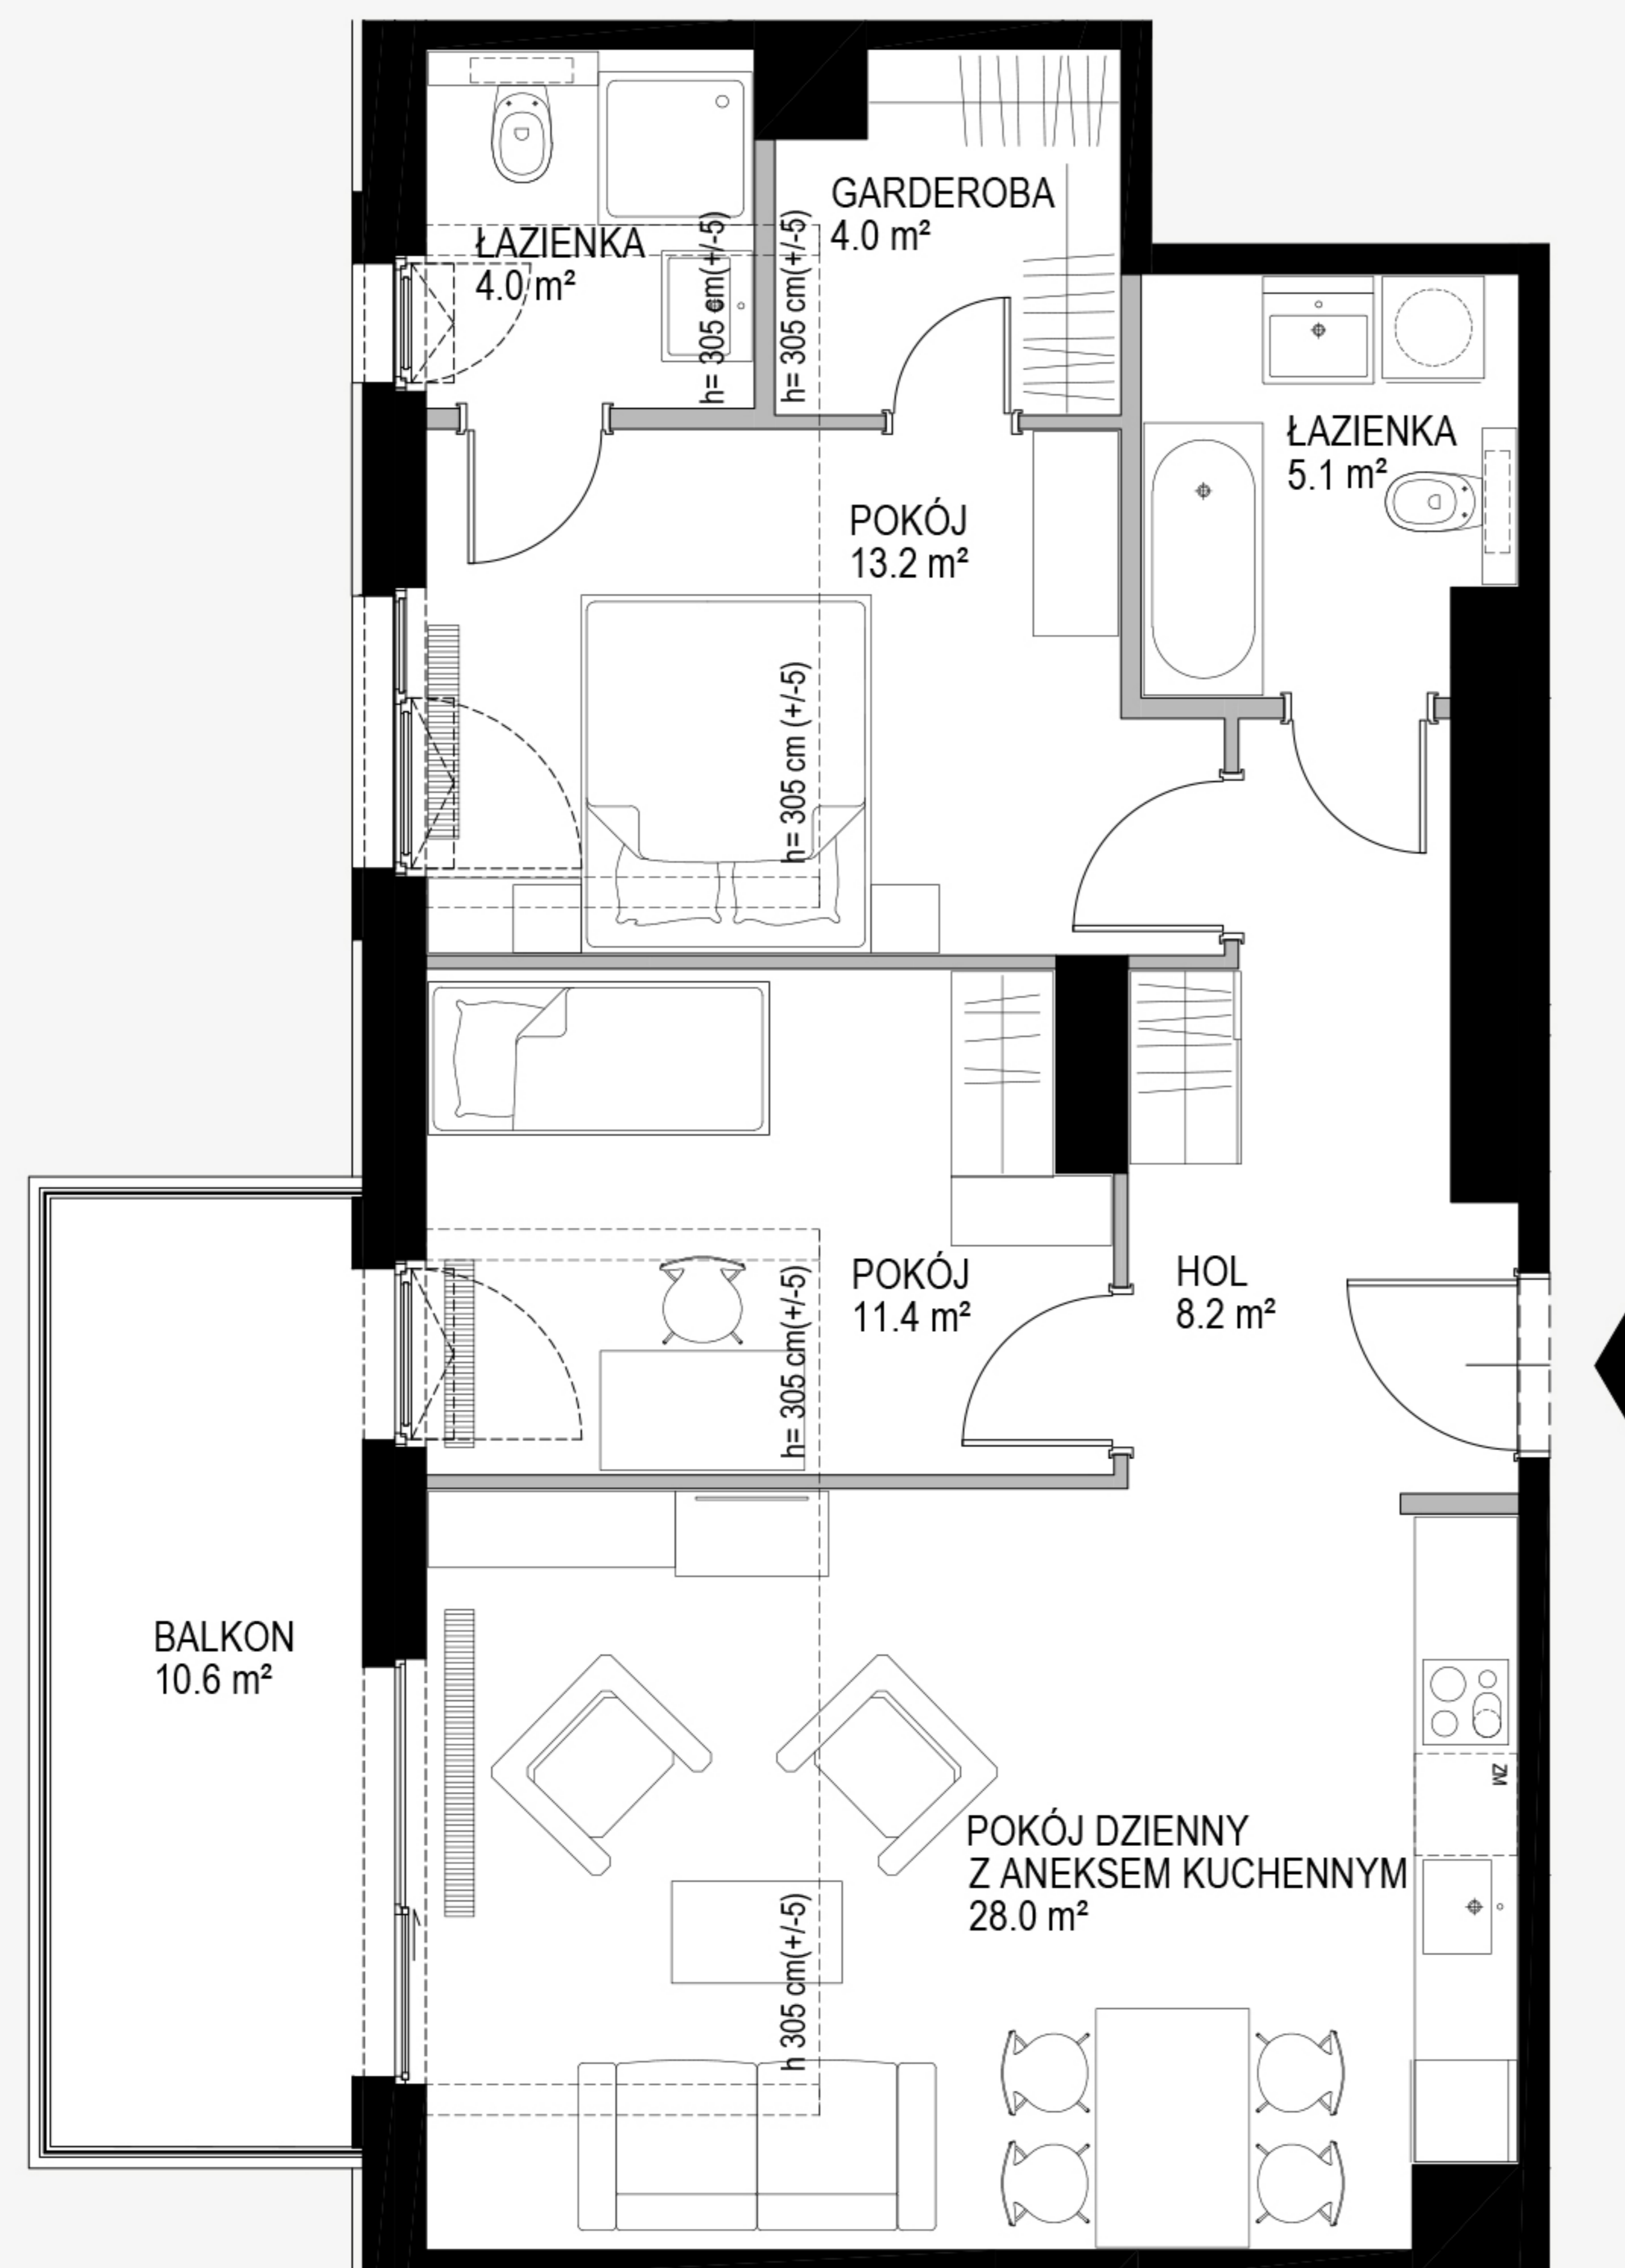 GARDEROBA
4.0 m²
ŁAZIENKA
4.0 m²
h= 305 cm(+/-5)
h= 305 cm(+/-5)
ŁAZIENKA
5.1 m²
POKÓJ
13.2 m²
h= 305 cm (+/-5)
POKÓJ
11.4 m²
h= 305 cm(+/-5)
HOL
8.2 m²
BALKON
10.6 m²
ZM
POKÓJ DZIENNY
Z ANEKSEM KUCHENNYM
28.0 m²
h 305 cm(+/-5)